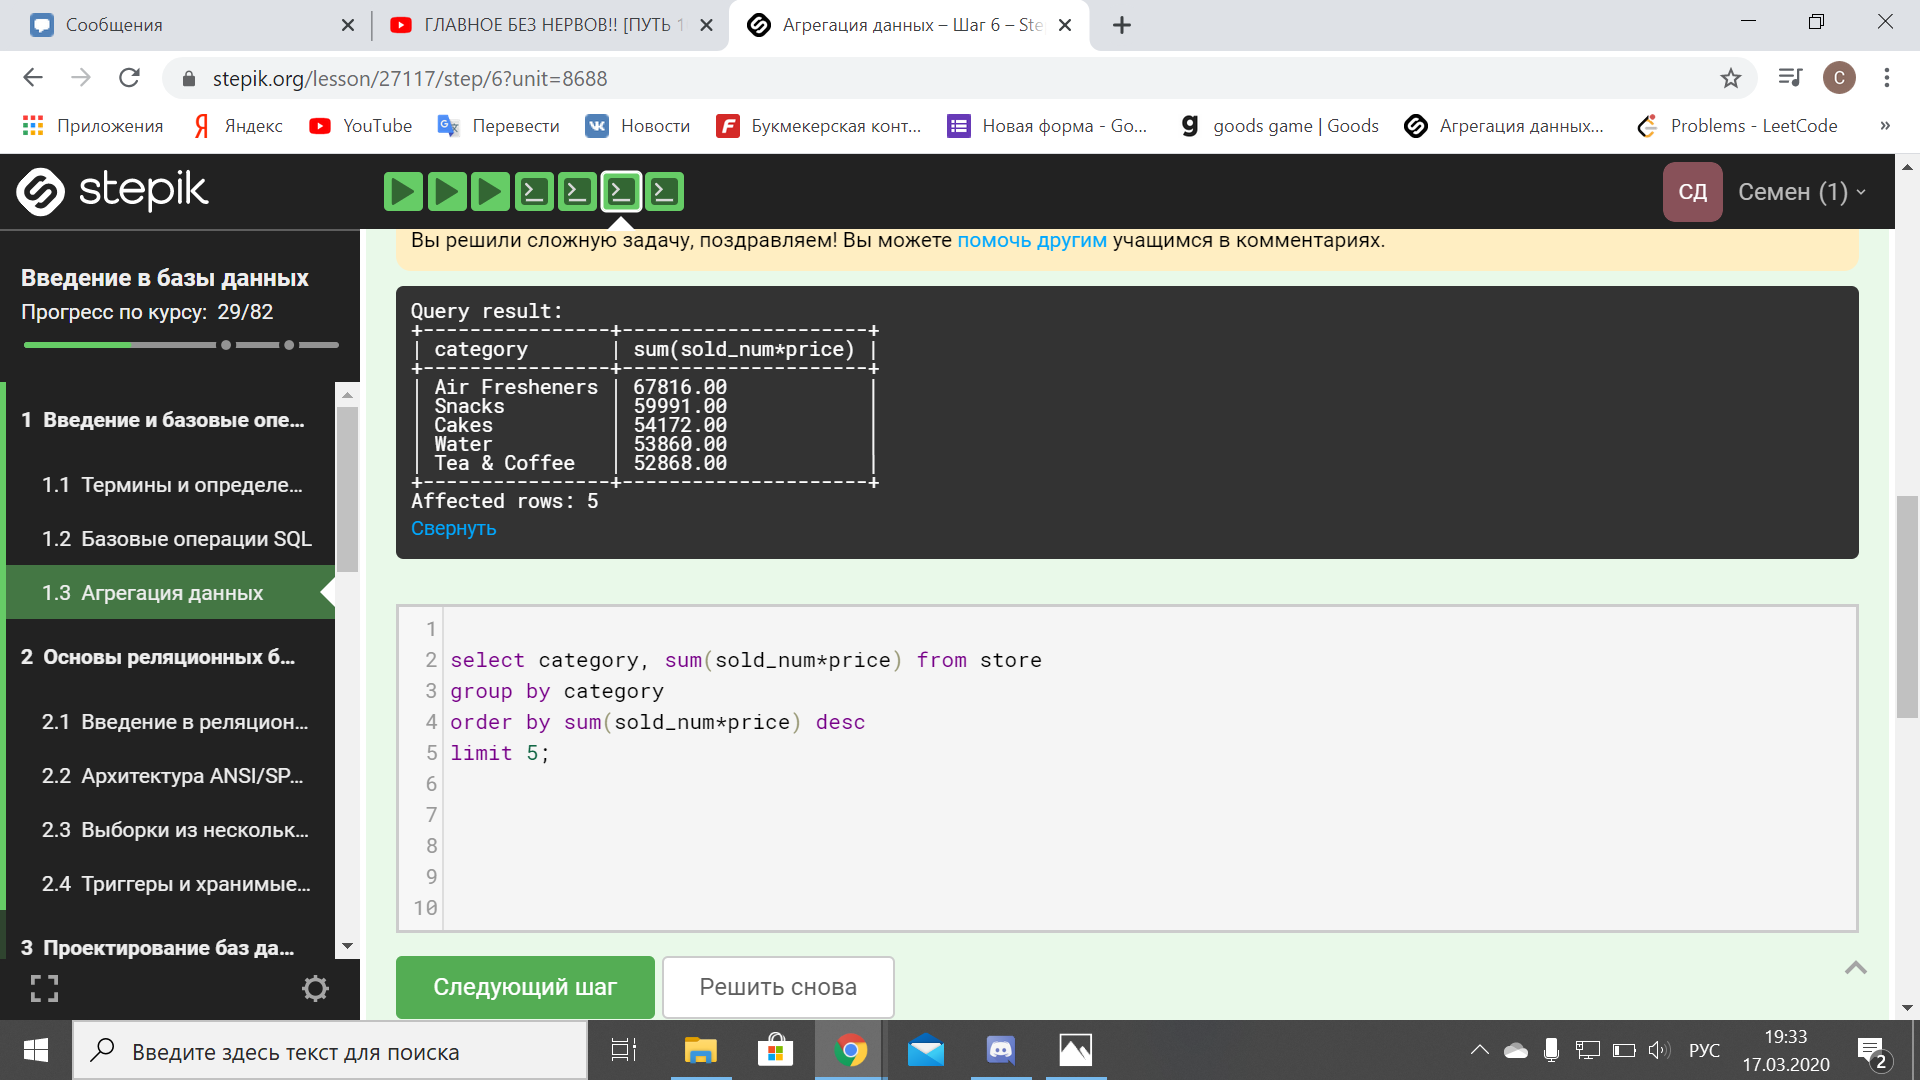 Сообщения
ГЛАВНОЕ БЕЗ НЕРВОВ!! [ПУТЬ 1
Агрегация данных – Шаг 6 – Ste
stepik.org/lesson/27117/step/6?unit=8688
С
Приложения
Я Яндекс
YouTube
Перевести
Новости
Букмекерская конт...
Новая форма - Go...
g goods game | Goods
Агрегация данных...
Problems - LeetCode
»
stepik
СД Семен (1)
Вы решили сложную задачу, поздравляем! Вы можете помочь другим учащимся в комментариях.
Введение в базы данных
Прогресс по курсу: 29/82
1 Введение и базовые опе...
1.1 Термины и определе...
1.2 Базовые операции SQL
1.3 Агрегация данных
2 Основы реляционных б...
2.1 Введение в реляцион...
2.2 Архитектура ANSI/SP...
2.3 Выборки из нескольк...
2.4 Триггеры и хранимые...
3 Проектирование баз да...
Query result:
+----------------+---------------------+
| category       | sum(sold_num*price) |
+----------------+---------------------+
| Air Fresheners | 67816.00            |
| Snacks         | 59991.00            |
| Cakes          | 54172.00            |
| Water          | 53860.00            |
| Tea & Coffee   | 52868.00            |
+----------------+---------------------+
Affected rows: 5
Свернуть
1
2 select category, sum(sold_num*price) from store
3 group by category
4 order by sum(sold_num*price) desc
5 limit 5;
6
7
8
9
10
Следующий шаг
Решить снова
Введите здесь текст для поиска
РУС
19:33
17.03.2020
2